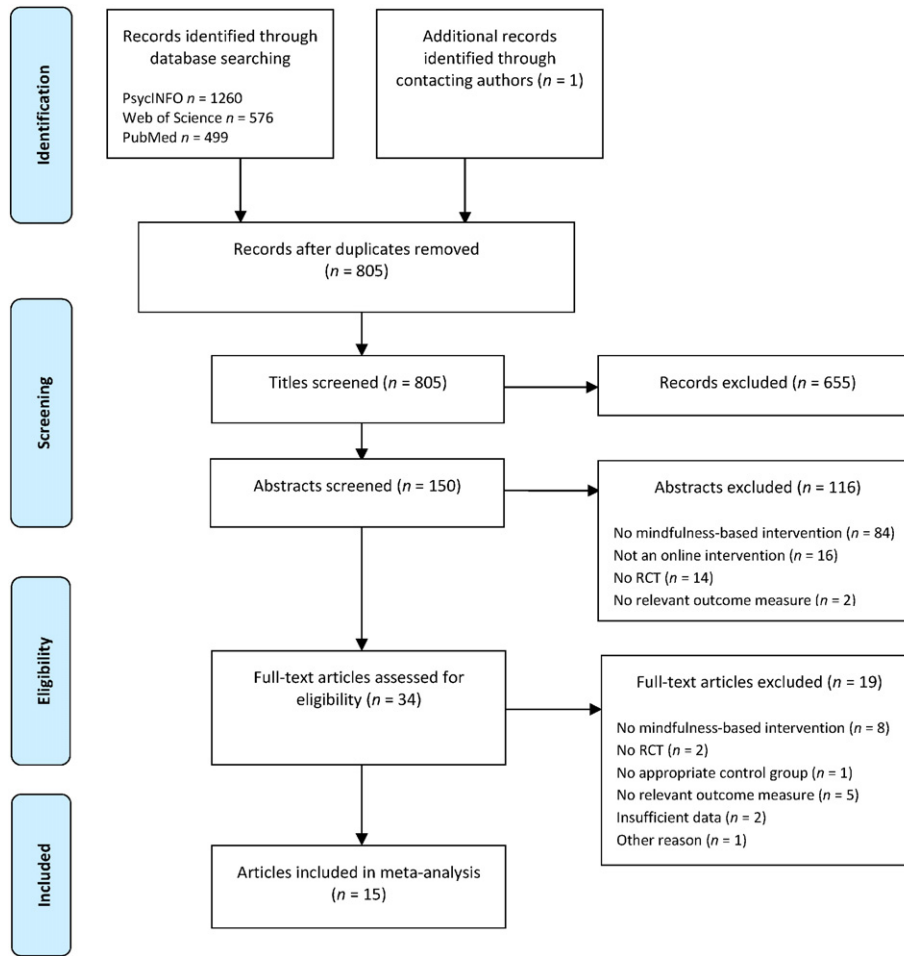 Identification
Records identified through
database searching
PsycINFO n = 1260
Web of Science n = 576
PubMed n = 499
Additional records
identified through
contacting authors (n = 1)
Records after duplicates removed
(n = 805)
Screening
Titles screened (n = 805)
Records excluded (n = 655)
Abstracts screened (n = 150)
Abstracts excluded (n = 116)
No mindfulness-based intervention (n = 84)
Not an online intervention (n = 16)
No RCT (n = 14)
No relevant outcome measure (n = 2)
Eligibility
Full-text articles assessed for
eligibility (n = 34)
Full-text articles excluded (n = 19)
No mindfulness-based intervention (n = 8)
No RCT (n = 2)
No appropriate control group (n = 1)
No relevant outcome measure (n = 5)
Insufficient data (n = 2)
Other reason (n = 1)
Included
Articles included in meta-analysis
(n = 15)